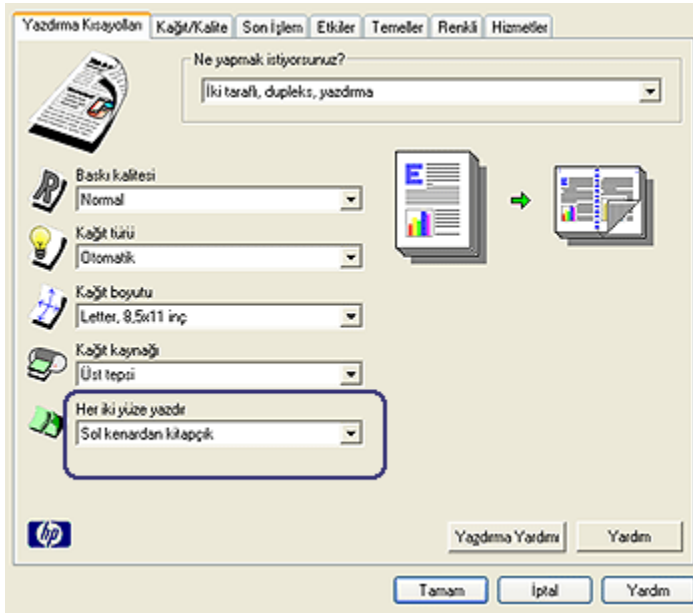 Yazdırma Kısayolları Kağıt/Kalite Son İşlem Etkiler Temeller Renkli Hizmetler
Ne yapmak istiyorsunuz?
İki taraflı, dupleks, yazdırma
Baskı kalitesi
Normal
Kağıt türü
Otomatik
Kağıt boyutu
Letter, 8,5x11 inç
Kağıt kaynağı
Üst tepsi
Her iki yüze yazdır
Sol kenardan kitapçık
E
hp
Yazdırma Yardımı Yardım
Tamam İptal Yardım